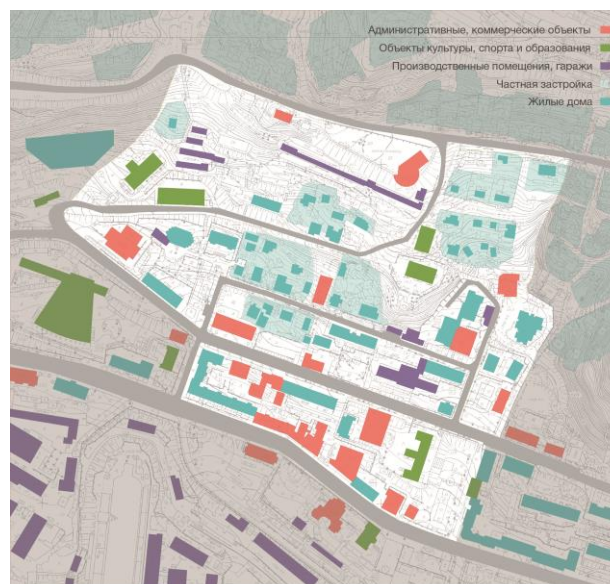 Административные, коммерческие объекты
Объекты культуры, спорта и образования
Производственные помещения, гаражи
Частная застройка
Жилые дома